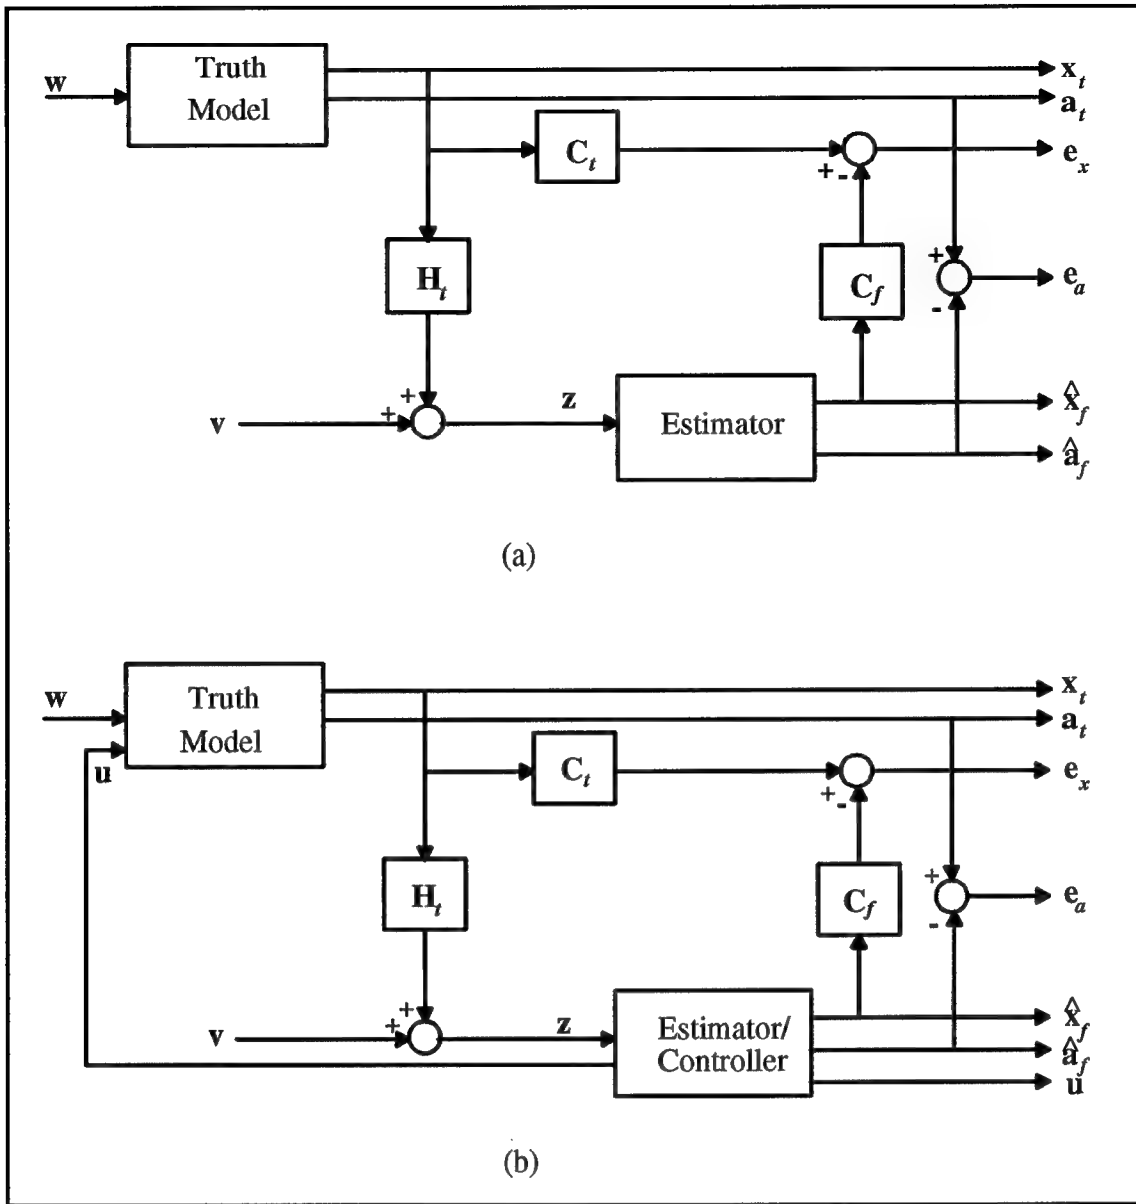 Truth
Model
w
x_t
a_t
C_t
+
-
e_x
H_t
C_f
+
-
e_a
+
+
v
z
Estimator
x̂_f
â_f
(a)
Truth
Model
w
u
x_t
a_t
C_t
+
-
e_x
H_t
C_f
+
-
e_a
+
+
v
z
Estimator/
Controller
x̂_f
â_f
u
(b)